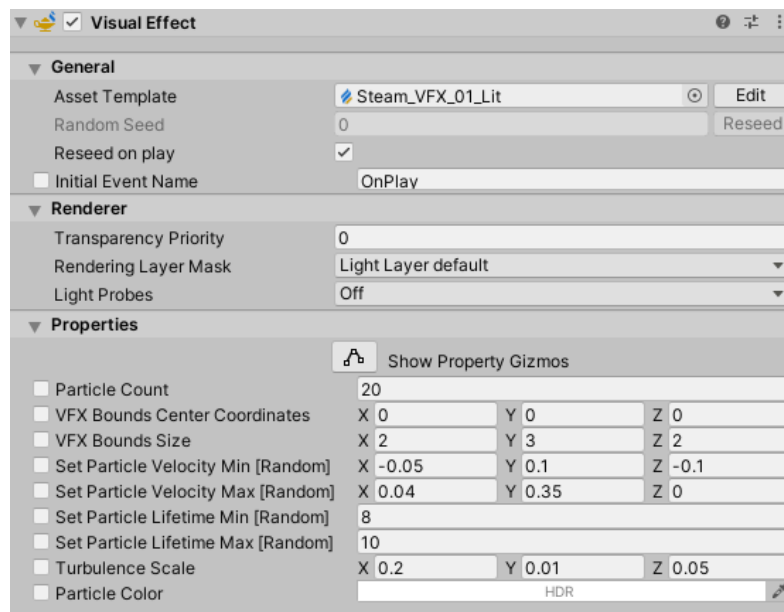 Visual Effect
General
Asset Template Steam_VFX_01_Lit Edit
Random Seed 0 Reseed
Reseed on play
Initial Event Name OnPlay
Renderer
Transparency Priority 0
Rendering Layer Mask Light Layer default
Light Probes Off
Properties
Show Property Gizmos
Particle Count 20
VFX Bounds Center Coordinates X 0 Y 0 Z 0
VFX Bounds Size X 2 Y 3 Z 2
Set Particle Velocity Min [Random] X -0.05 Y 0.1 Z -0.1
Set Particle Velocity Max [Random] X 0.04 Y 0.35 Z 0
Set Particle Lifetime Min [Random] 8
Set Particle Lifetime Max [Random] 10
Turbulence Scale X 0.2 Y 0.01 Z 0.05
Particle Color HDR